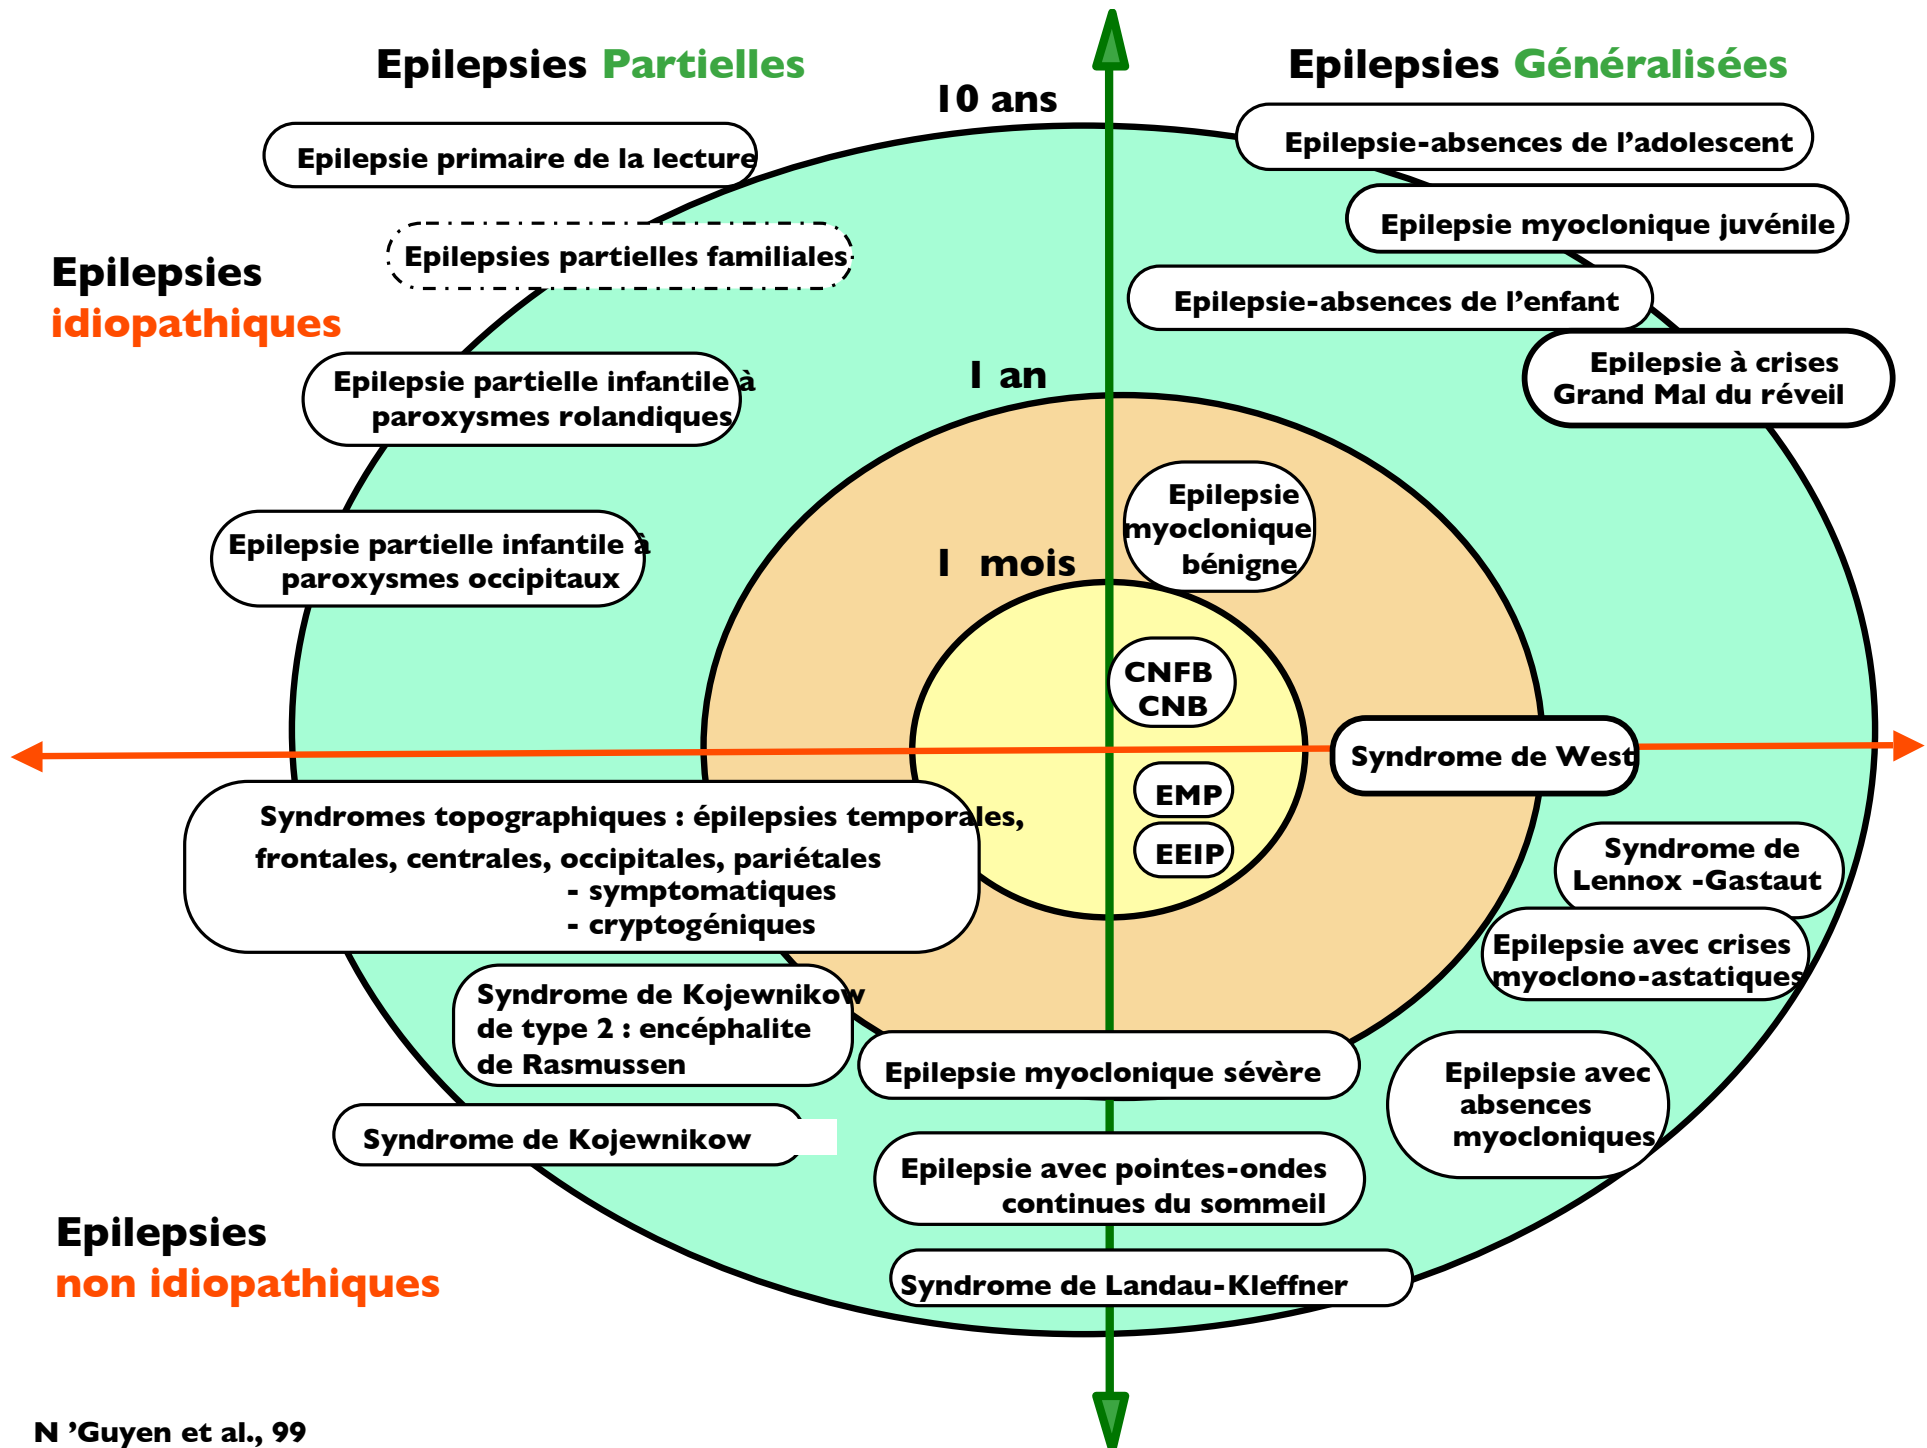 Epilepsies Partielles
Epilepsies Généralisées
10 ans
Epilepsie primaire de la lecture
Epilepsie-absences de l’adolescent
Epilepsie myoclonique juvénile
Epilepsies partielles familiales
Epilepsies
idiopathiques
Epilepsie-absences de l’enfant
Epilepsie à crises
Grand Mal du réveil
1 an
Epilepsie partielle infantile à
paroxysmes rolandiques
Epilepsie
myoclonique
bénigne
Epilepsie partielle infantile à
paroxysmes occipitaux
1 mois
CNFB
CNB
Syndrome de West
EMP
EEIP
Syndromes topographiques : épilepsies temporales,
frontales, centrales, occipitales, pariétales
- symptomatiques
- cryptogéniques
Syndrome de
Lennox -Gastaut
Epilepsie avec crises
myoclono-astatiques
Syndrome de Kojewnikow
de type 2 : encéphalite
de Rasmussen
Epilepsie myoclonique sévère
Epilepsie avec
absences
myocloniques
Syndrome de Kojewnikow
Epilepsie avec pointes-ondes
continues du sommeil
Epilepsies
non idiopathiques
Syndrome de Landau-Kleffner
N ’Guyen et al., 99